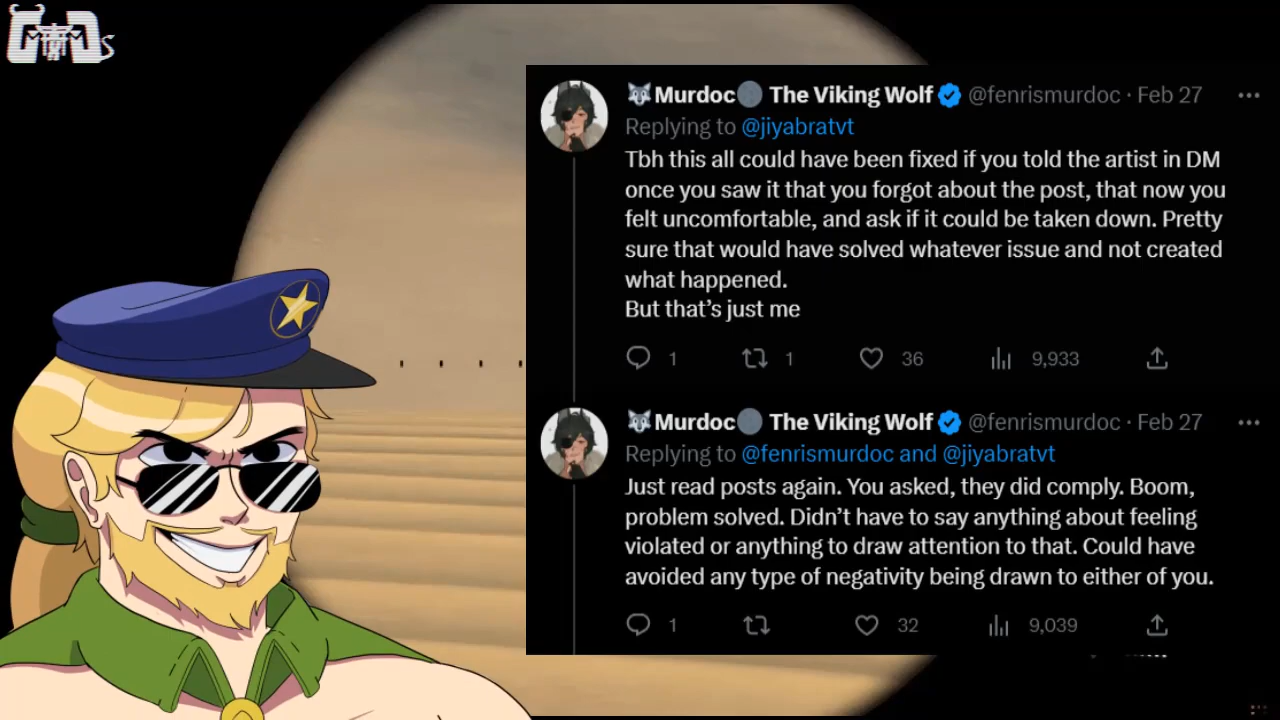 🐺Murdoc🌑 The Viking Wolf @fenrismurdoc · Feb 27
Replying to @jiyabratvt
Tbh this all could have been fixed if you told the artist in DM
once you saw it that you forgot about the post, that now you
felt uncomfortable, and ask if it could be taken down. Pretty
sure that would have solved whatever issue and not created
what happened.
But that's just me
1 1 36 9,933
🐺Murdoc🌑 The Viking Wolf @fenrismurdoc · Feb 27
Replying to @fenrismurdoc and @jiyabratvt
Just read posts again. You asked, they did comply. Boom,
problem solved. Didn't have to say anything about feeling
violated or anything to draw attention to that. Could have
avoided any type of negativity being drawn to either of you.
1 32 9,039